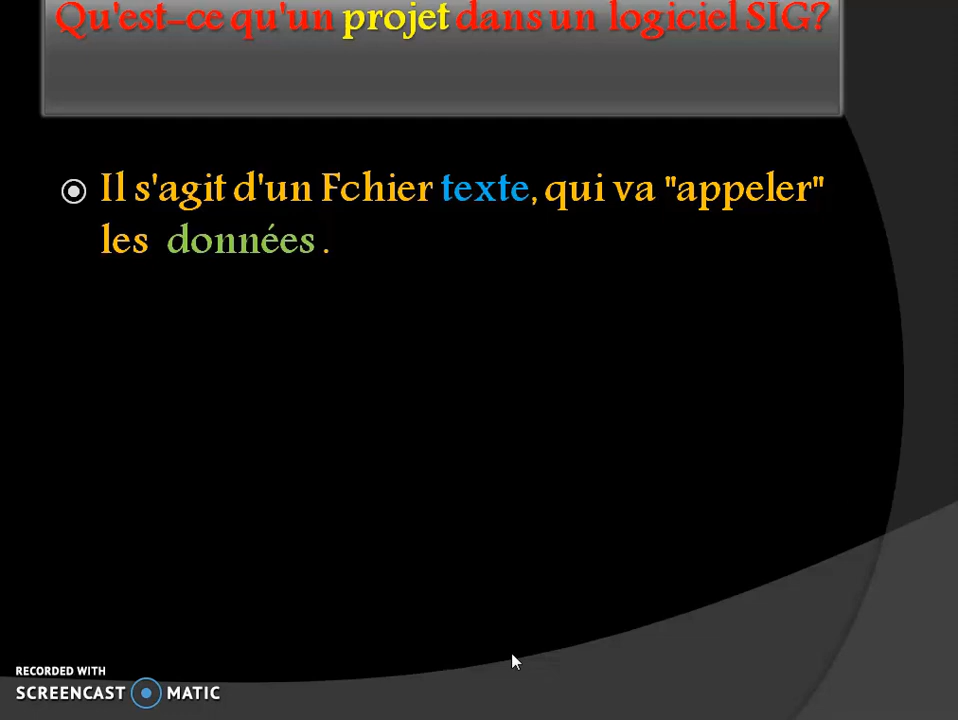 Qu'est-ce qu'un projet dans un logiciel SIG?
Il s'agit d'un Fchier texte, qui va "appeler"
les données .
RECORDED WITH
SCREENCAST MATIC